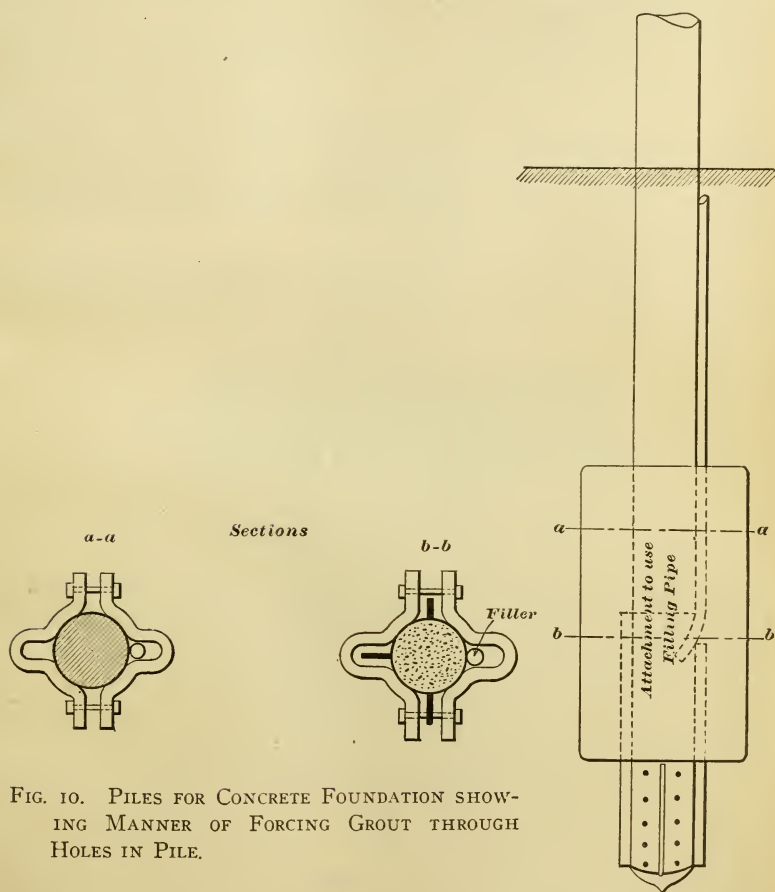 Sections
a-a
b-b
Filler
a
a
b
b
Attachment to use
Filling Pipe
FIG. 10. PILES FOR CONCRETE FOUNDATION SHOW-
ING MANNER OF FORCING GROUT THROUGH
HOLES IN PILE.